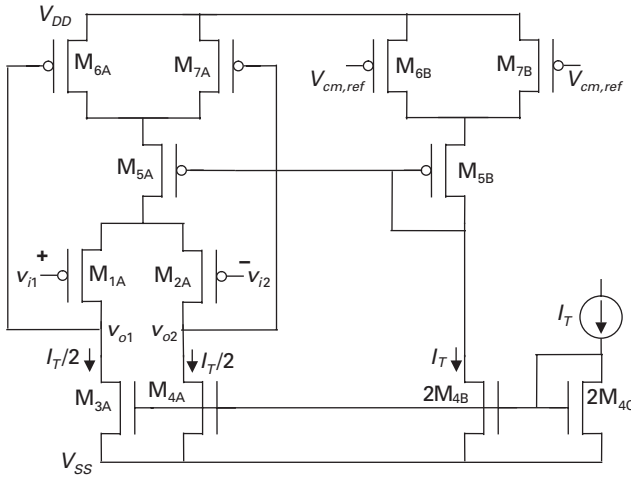 V_DD
M_6A M_7A M_6B M_7B
V_cm,ref V_cm,ref
M_5A M_5B
+ −
v_i1 M_1A M_2A v_i2
v_o1 v_o2 I_T
I_T/2 I_T/2 I_T
M_3A M_4A 2M_4B 2M_4C
V_SS